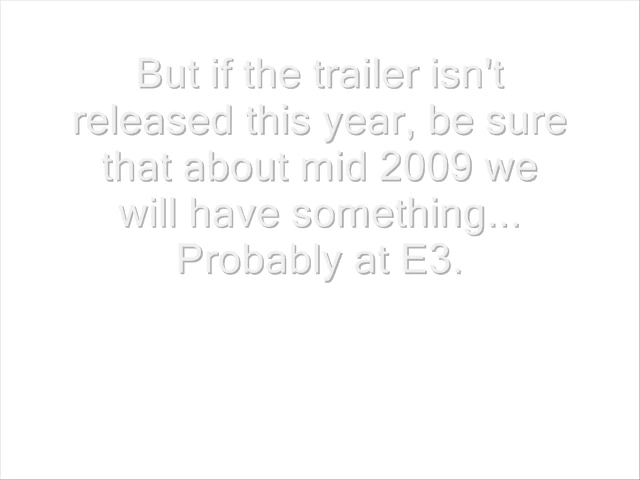 But if the trailer isn't
released this year, be sure
that about mid 2009 we
will have something...
Probably at E3.